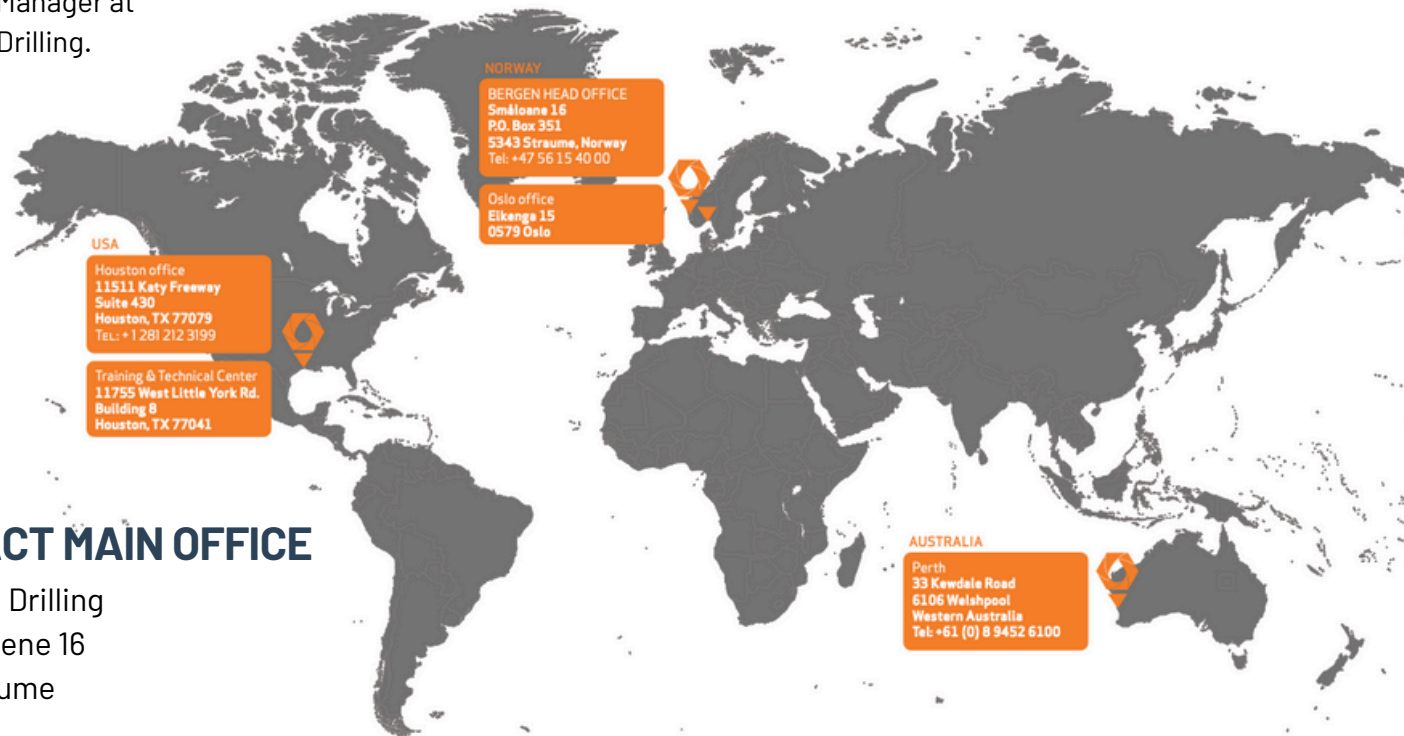 Manager at
Drilling.
NORWAY
BERGEN HEAD OFFICE
Småloane 16
P.O. Box 351
5343 Straume, Norway
Tel: +47 56 15 40 00
Oslo office
Eikenga 15
0579 Oslo
USA
Houston office
11511 Katy Freeway
Suite 430
Houston, TX 77079
TEL: + 1 281 212 3199
Training & Technical Center
11755 West Little York Rd.
Building 8
Houston, TX 77041
ACT MAIN OFFICE
Drilling
ene 16
ume
AUSTRALIA
Perth
33 Kewdale Road
6106 Welshpool
Western Australia
Tel: +61 (0) 8 9452 6100